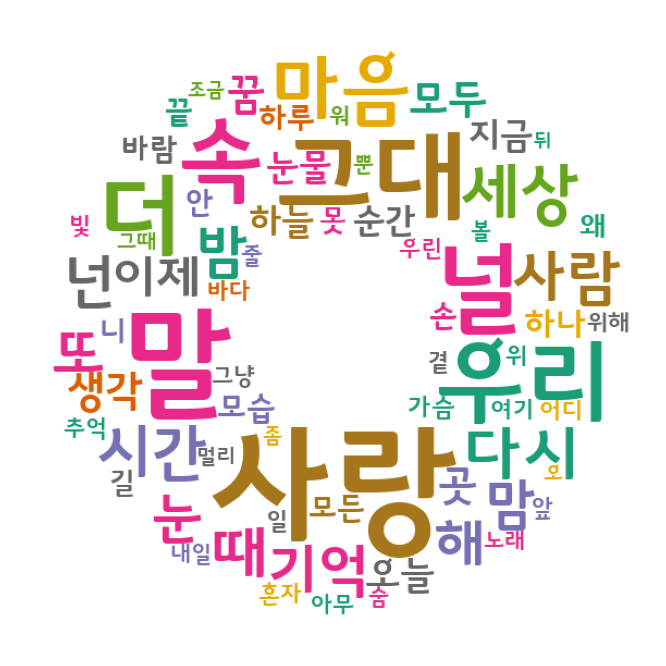 조금 꿈 마음 모두
끝 하루 워
바람 속 눈물 뿐 그대 지금 뒤
더 안 하늘 못 순간 세상
빛 그때 밤 줄 우린 볼 왜
넌 이제 바다 널 사람
또 니 말 손 하나 위해
생각 그냥 곁 우리 위
추억 모습 가슴 여기 어디
시간 멀리 좀 다시 오
길 사랑 곳 맘 앞
눈 일 모든
내일 때 기억 오늘 해 노래
혼자 아무 숨